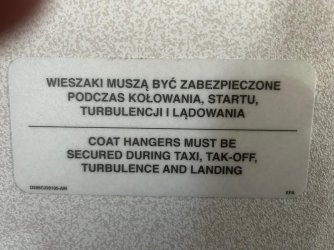 WIESZAKI MUSZĄ BYĆ ZABEZPIECZONE
PODCZAS KOŁOWANIA, STARTU,
TURBULENCJI I LĄDOWANIA
COAT HANGERS MUST BE
SECURED DURING TAXI, TAK-OFF,
TURBULENCE AND LANDING